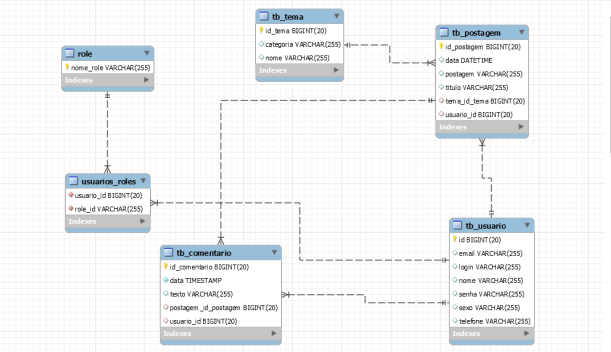 tb_tema
id_tema BIGINT(20)
categoria VARCHAR(255)
nome VARCHAR(255)
Indexes
tb_postagem
id_postagem BIGINT(20)
data DATETIME
postagem VARCHAR(255)
titulo VARCHAR(255)
tema_id_tema BIGINT(20)
usuario_id BIGINT(20)
Indexes
role
nome_role VARCHAR(255)
Indexes
usuarios_roles
usuario_id BIGINT(20)
role_id VARCHAR(255)
Indexes
tb_comentario
id_comentario BIGINT(20)
data TIMESTAMP
texto VARCHAR(255)
postagem _id_postagem BIGINT(20)
usuario_id BIGINT(20)
Indexes
tb_usuario
id BIGINT(20)
email VARCHAR(255)
login VARCHAR(255)
nome VARCHAR(255)
senha VARCHAR(255)
sexo VARCHAR(255)
telefone VARCHAR(255)
Indexes